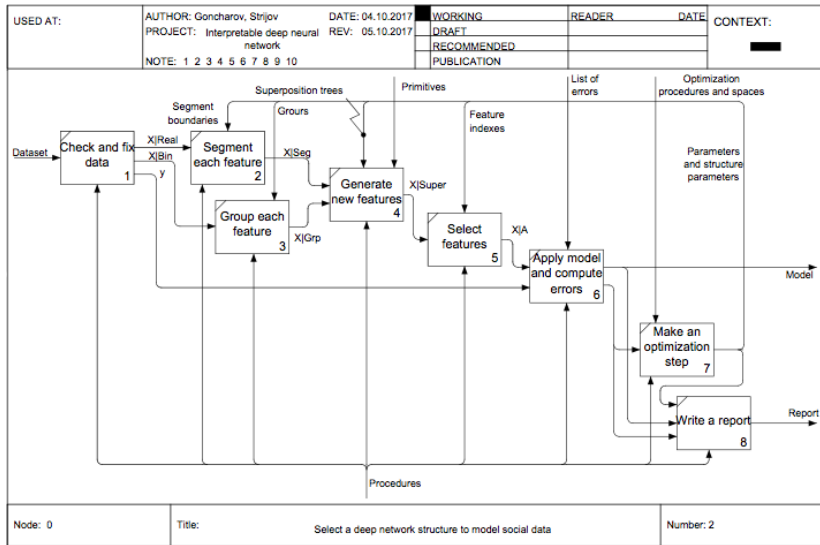 USED AT:
AUTHOR: Goncharov, Strijov
DATE: 04.10.2017
PROJECT: Interpretable deep neural
network
REV: 05.10.2017
NOTE: 1 2 3 4 5 6 7 8 9 10
WORKING
DRAFT
RECOMMENDED
PUBLICATION
READER
DATE
CONTEXT:
Superposition trees
Primitives
List of
errors
Optimization
procedures and spaces
Segment
boundaries
Grours
Feature
indexes
Parameters
and structure
parameters
Dataset
Check and fix
data
1
X|Real
X|Bin
y
Segment
each feature
2
X|Seg
Group each
feature
3
X|Grp
Generate
new features
4
X|Super
Select
features
5
X|A
Apply model
and compute
errors
6
Model
Make an
optimization
step
7
Write a report
8
Report
Procedures
Node: 0
Title:
Select a deep network structure to model social data
Number: 2